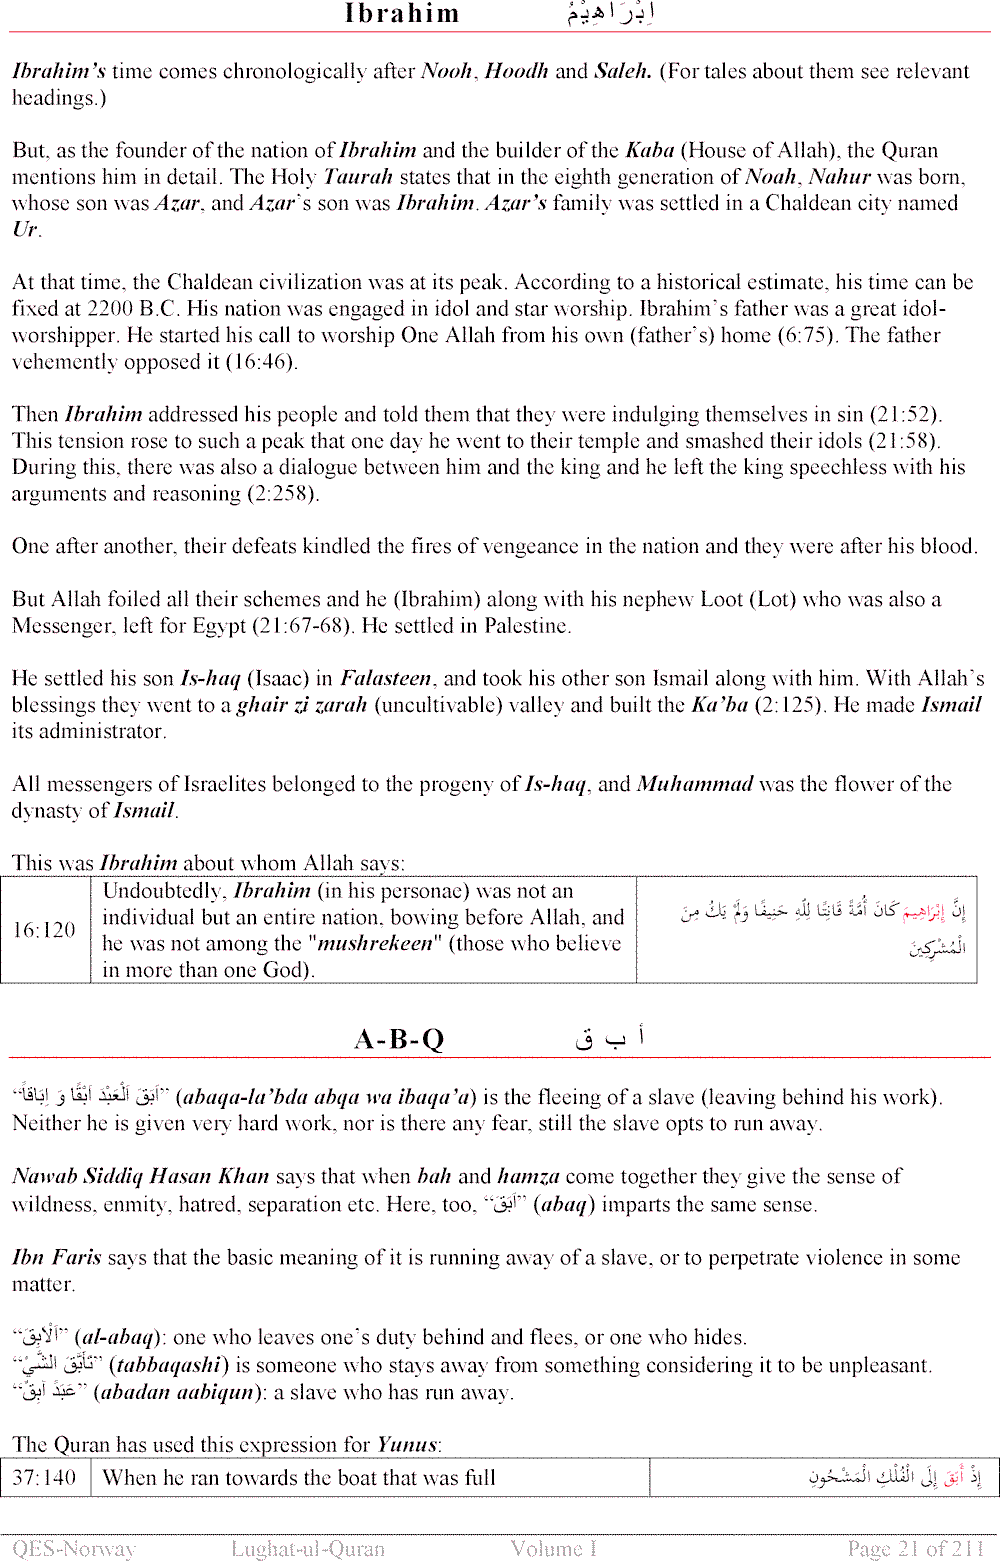 Ibrahim اِبْرَاهِيْمُ
Ibrahim's time comes chronologically after Nooh, Hoodh and Saleh. (For tales about them see relevant
headings.)
But, as the founder of the nation of Ibrahim and the builder of the Kaba (House of Allah), the Quran
mentions him in detail. The Holy Taurah states that in the eighth generation of Noah, Nahur was born,
whose son was Azar, and Azar's son was Ibrahim. Azar's family was settled in a Chaldean city named
Ur.
At that time, the Chaldean civilization was at its peak. According to a historical estimate, his time can be
fixed at 2200 B.C. His nation was engaged in idol and star worship. Ibrahim's father was a great idol-
worshipper. He started his call to worship One Allah from his own (father's) home (6:75). The father
vehemently opposed it (16:46).
Then Ibrahim addressed his people and told them that they were indulging themselves in sin (21:52).
This tension rose to such a peak that one day he went to their temple and smashed their idols (21:58).
During this, there was also a dialogue between him and the king and he left the king speechless with his
arguments and reasoning (2:258).
One after another, their defeats kindled the fires of vengeance in the nation and they were after his blood.
But Allah foiled all their schemes and he (Ibrahim) along with his nephew Loot (Lot) who was also a
Messenger, left for Egypt (21:67-68). He settled in Palestine.
He settled his son Is-haq (Isaac) in Falasteen, and took his other son Ismail along with him. With Allah's
blessings they went to a ghair zi zarah (uncultivable) valley and built the Ka'ba (2:125). He made Ismail
its administrator.
All messengers of Israelites belonged to the progeny of Is-haq, and Muhammad was the flower of the
dynasty of Ismail.
This was Ibrahim about whom Allah says:
16:120
Undoubtedly, Ibrahim (in his personae) was not an
individual but an entire nation, bowing before Allah, and
he was not among the "mushrekeen" (those who believe
in more than one God).
إِنَّ إِبْرَاهِيمَ كَانَ أُمَّةً قَانِتًا لِلَّهِ حَنِيفًا وَلَمْ يَكُ مِنَ
الْمُشْرِكِينَ
A-B-Q أ ب ق
“اَبَقَ الْعَبْدَ اَبْقًا وَ اِبَاقاً” (abaqa-la'bda abqa wa ibaqa'a) is the fleeing of a slave (leaving behind his work).
Neither he is given very hard work, nor is there any fear, still the slave opts to run away.
Nawab Siddiq Hasan Khan says that when bah and hamza come together they give the sense of
wildness, enmity, hatred, separation etc. Here, too, “اَبَقَ” (abaq) imparts the same sense.
Ibn Faris says that the basic meaning of it is running away of a slave, or to perpetrate violence in some
matter.
“اَلْاَبِقَ” (al-abaq): one who leaves one's duty behind and flees, or one who hides.
“تَأَبَّقَ الشَّيْ” (tabbaqashi) is someone who stays away from something considering it to be unpleasant.
“عَبَدً آبِقٌ” (abadan aabiqun): a slave who has run away.
The Quran has used this expression for Yunus:
37:140 When he ran towards the boat that was full إِذْ أَبَقَ إِلَى الْفُلْكِ الْمَشْحُونِ
QES-Norway Lughat-ul-Quran Volume I Page 21 of 211